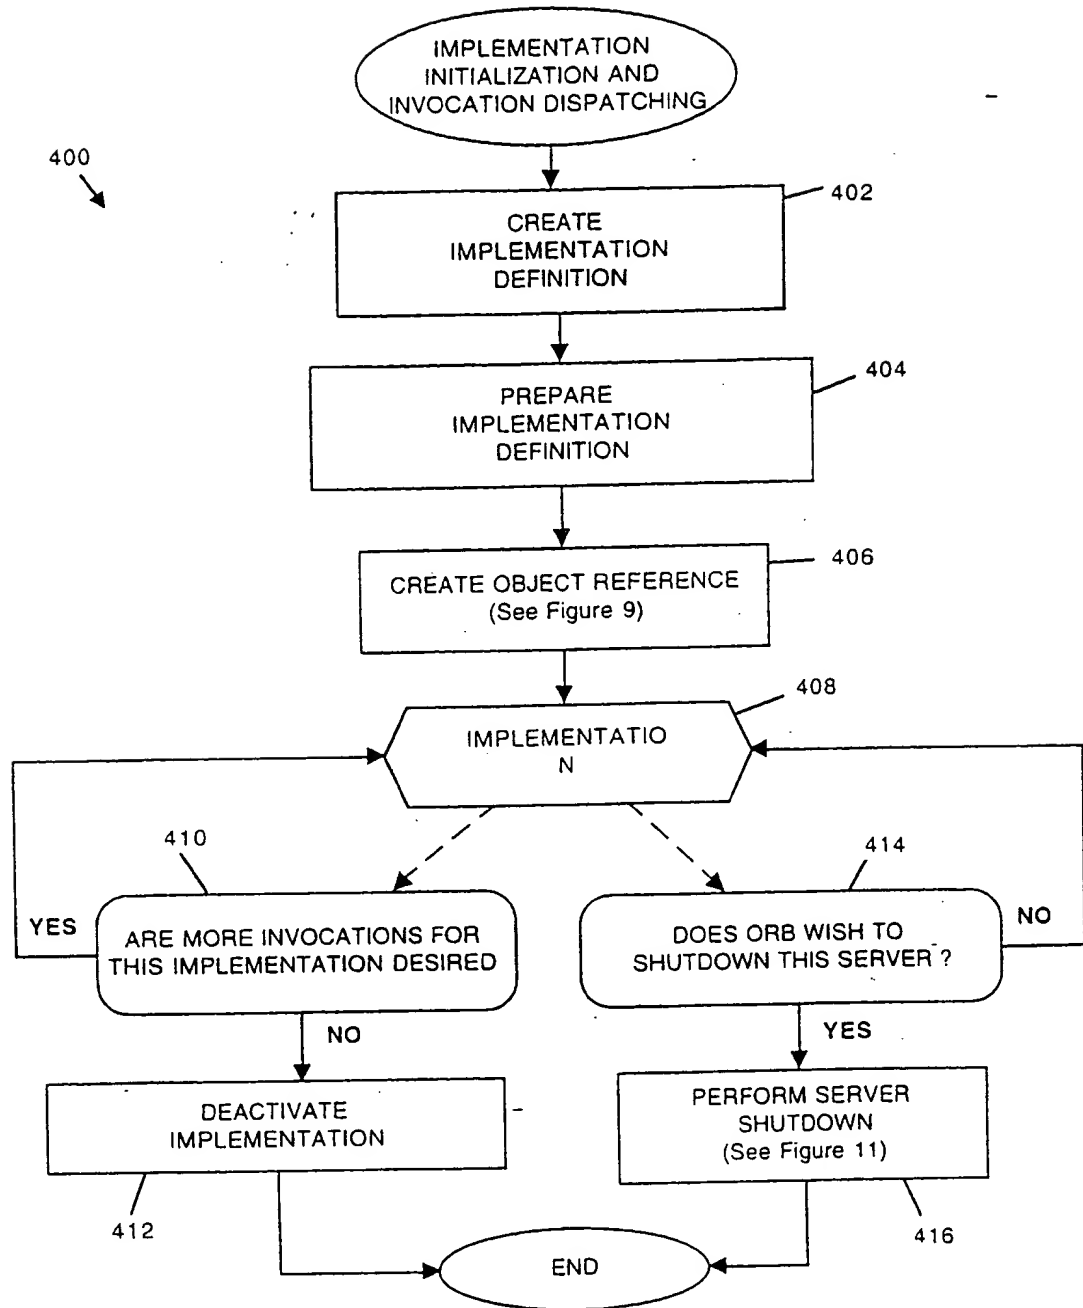 IMPLEMENTATION
INITIALIZATION AND
INVOCATION DISPATCHING
400
402
CREATE
IMPLEMENTATION
DEFINITION
404
PREPARE
IMPLEMENTATION
DEFINITION
406
CREATE OBJECT REFERENCE
(See Figure 9)
408
IMPLEMENTATIO
N
410
414
YES
ARE MORE INVOCATIONS FOR
THIS IMPLEMENTATION DESIRED
DOES ORB WISH TO
SHUTDOWN THIS SERVER ?
NO
NO
YES
DEACTIVATE
IMPLEMENTATION
PERFORM SERVER
SHUTDOWN
(See Figure 11)
412
416
END